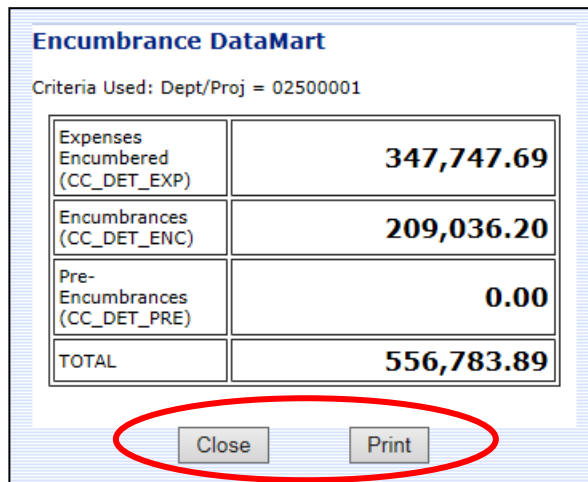 Encumbrance DataMart
Criteria Used: Dept/Proj = 02500001
Expenses
Encumbered
(CC_DET_EXP)
347,747.69
Encumbrances
(CC_DET_ENC)
209,036.20
Pre-
Encumbrances
(CC_DET_PRE)
0.00
TOTAL
556,783.89
Close
Print